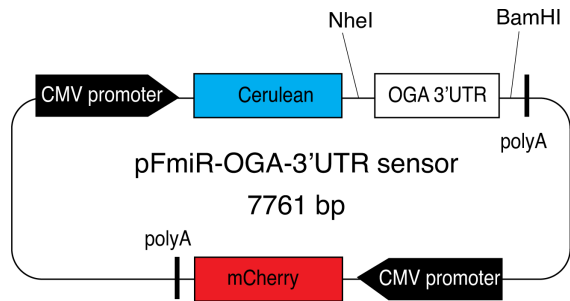 NheI
BamHI
CMV promoter
Cerulean
OGA 3'UTR
polyA
pFmiR-OGA-3'UTR sensor
7761 bp
polyA
mCherry
CMV promoter